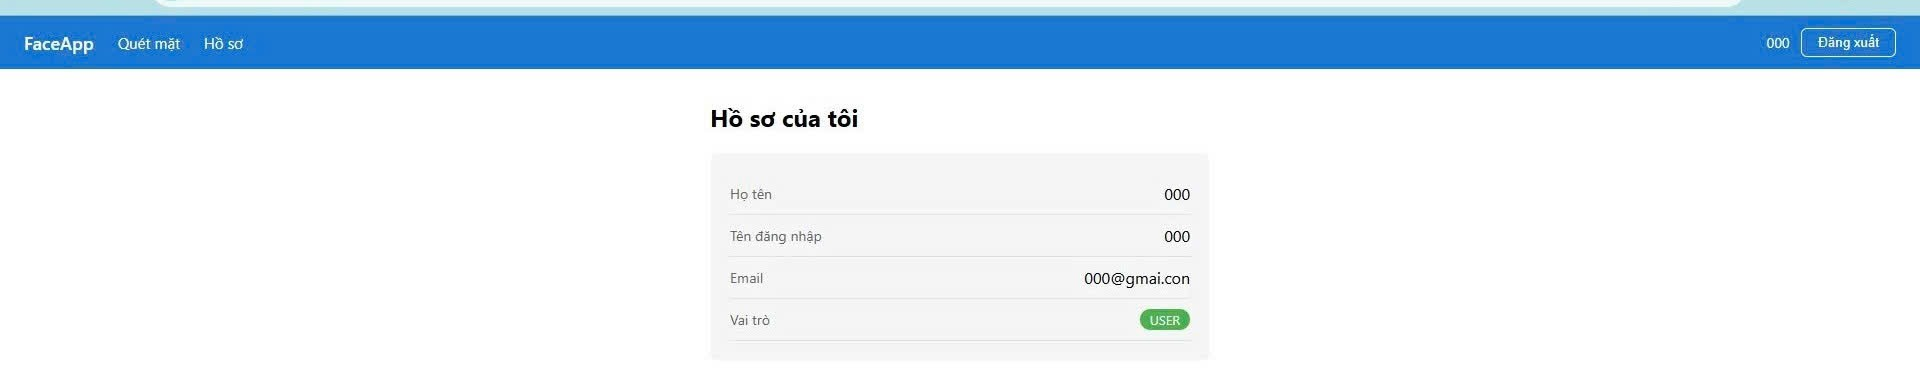 FaceApp Quét mặt Hồ sơ 000 Đăng xuất
Hồ sơ của tôi
Họ tên 000
Tên đăng nhập 000
Email 000@gmai.con
Vai trò USER